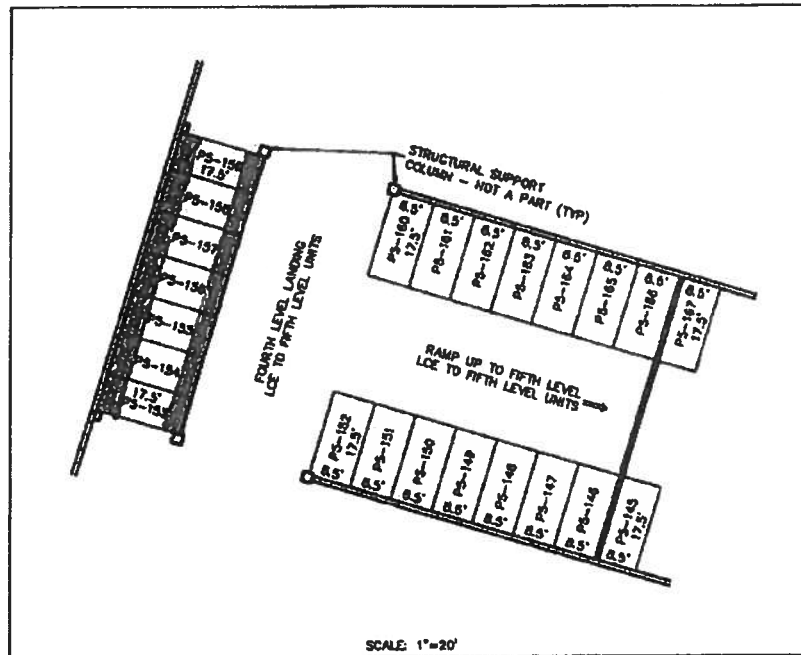 PS-159
17.5'
PS-158
PS-157
PS-156
PS-155
PS-154
17.5'
PS-153
STRUCTURAL SUPPORT
COLUMN - NOT A PART (TYP)
FOURTH LEVEL LANDING
LCE TO FIFTH LEVEL UNITS
8.5'
PS-160
17.5'
8.5'
PS-161
8.5'
PS-162
8.5'
PS-163
8.5'
PS-164
8.5'
PS-165
8.5'
PS-166
8.5'
PS-167
17.5'
RAMP UP TO FIFTH LEVEL
LCE TO FIFTH LEVEL UNITS
PS-152
17.5'
8.5'
PS-151
8.5'
PS-150
8.5'
PS-149
8.5'
PS-148
8.5'
PS-147
8.5'
PS-146
8.5'
PS-145
17.5'
8.5'
SCALE: 1"=20'